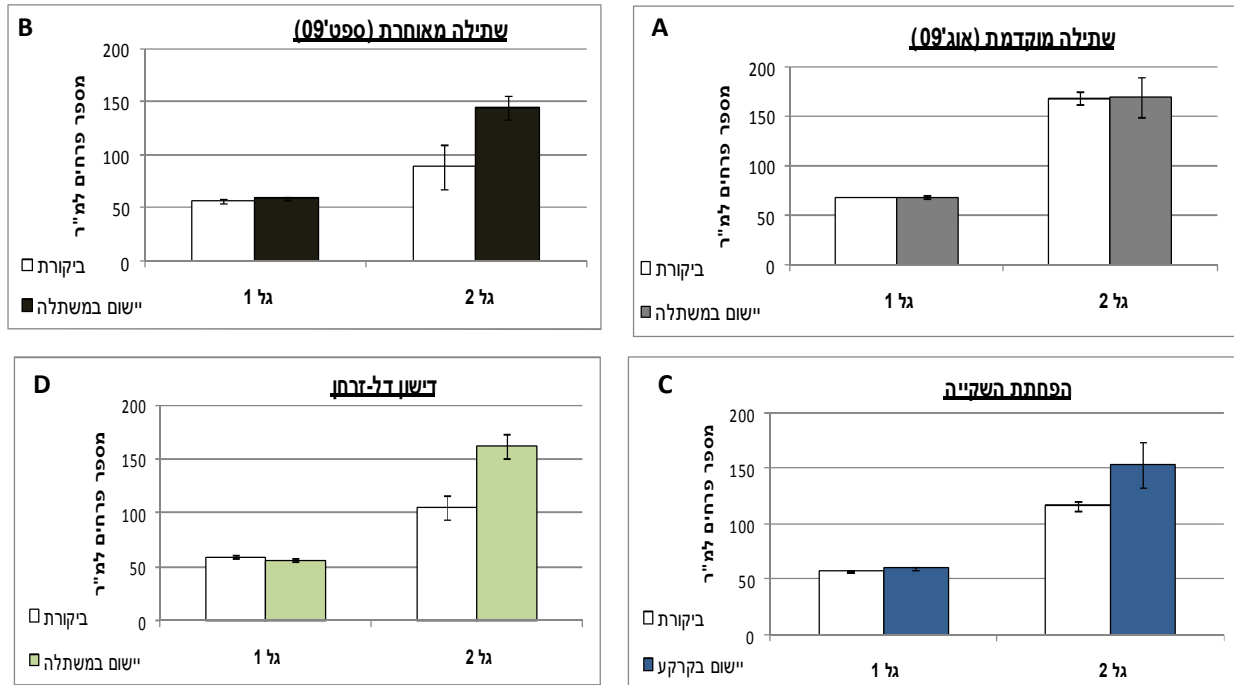 A
שתילה מוקדמת (אוג'09)
מספר פרחים למ"ר
200
150
100
50
0
גל 1
גל 2
ביקורת
יישום במשתלה
B
שתילה מאוחרת (ספט'09)
מספר פרחים למ"ר
200
150
100
50
0
גל 1
גל 2
ביקורת
יישום במשתלה
C
הפחתת השקייה
מספר פרחים למ"ר
200
150
100
50
0
גל 1
גל 2
ביקורת
יישום בקרקע
D
דישון דל-זרחן
מספר פרחים למ"ר
200
150
100
50
0
גל 1
גל 2
ביקורת
יישום במשתלה